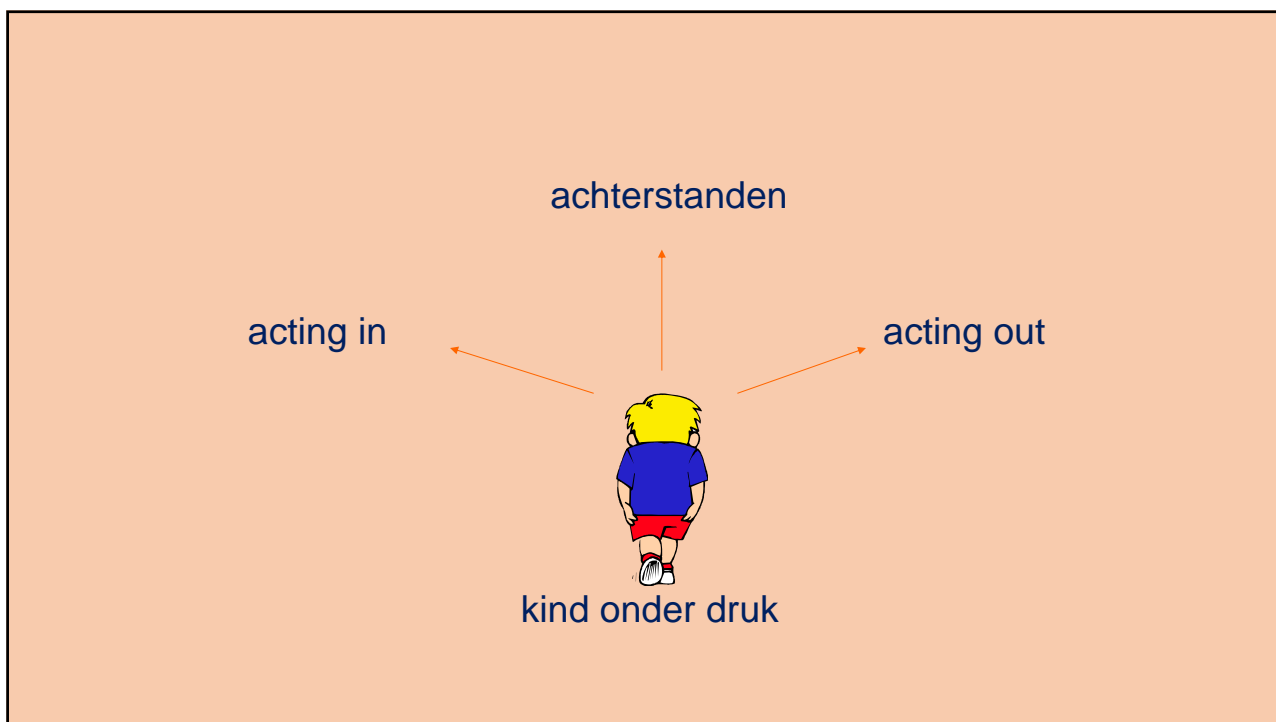 achterstanden
acting in
acting out
kind onder druk